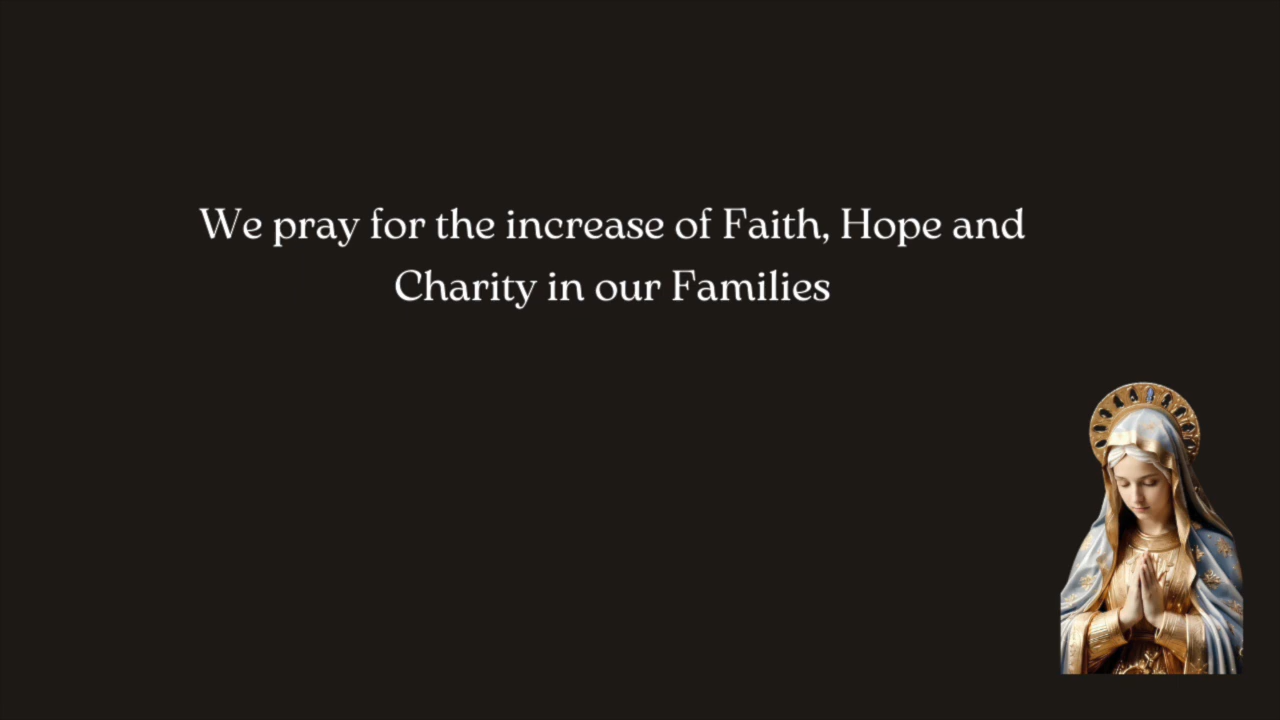 We pray for the increase of Faith, Hope and
Charity in our Families